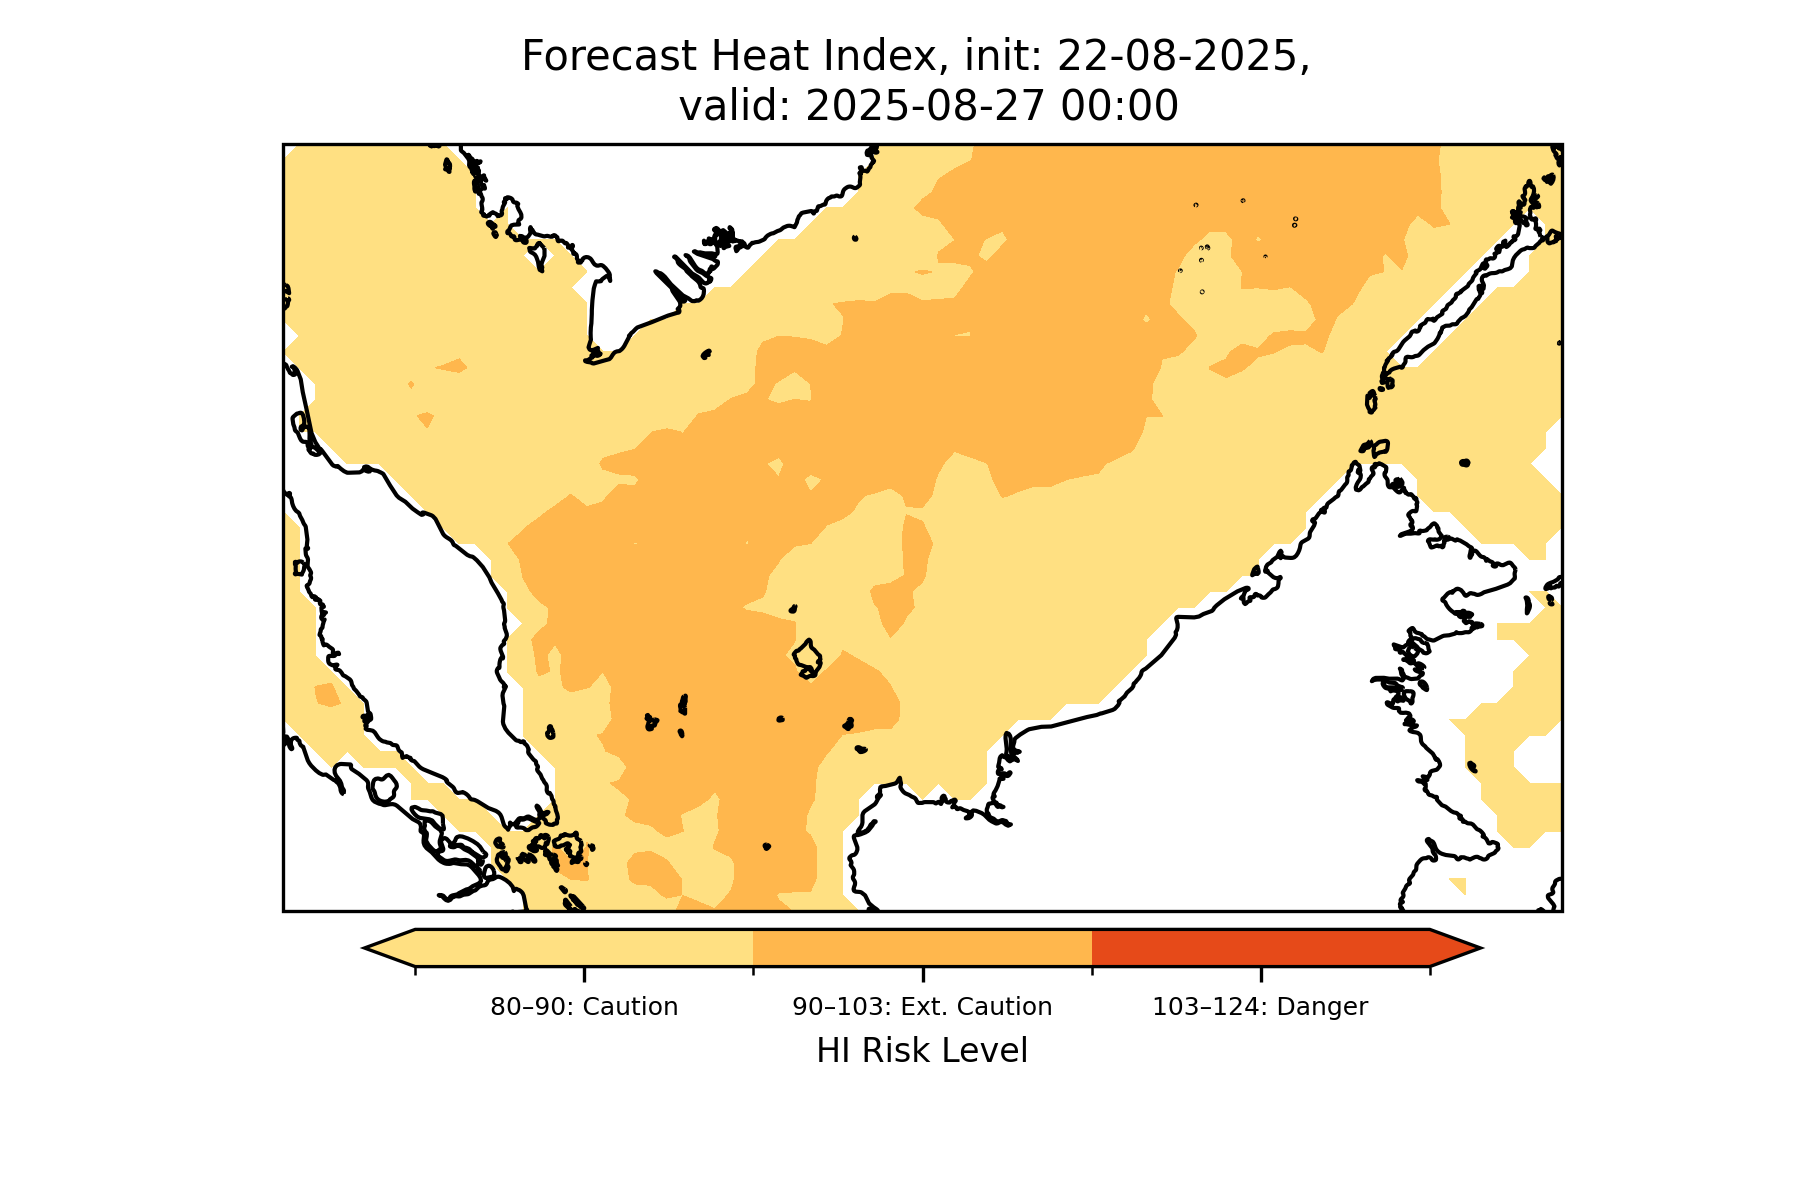 Forecast Heat Index, init: 22-08-2025,
valid: 2025-08-27 00:00
80–90: Caution
90–103: Ext. Caution
103–124: Danger
HI Risk Level